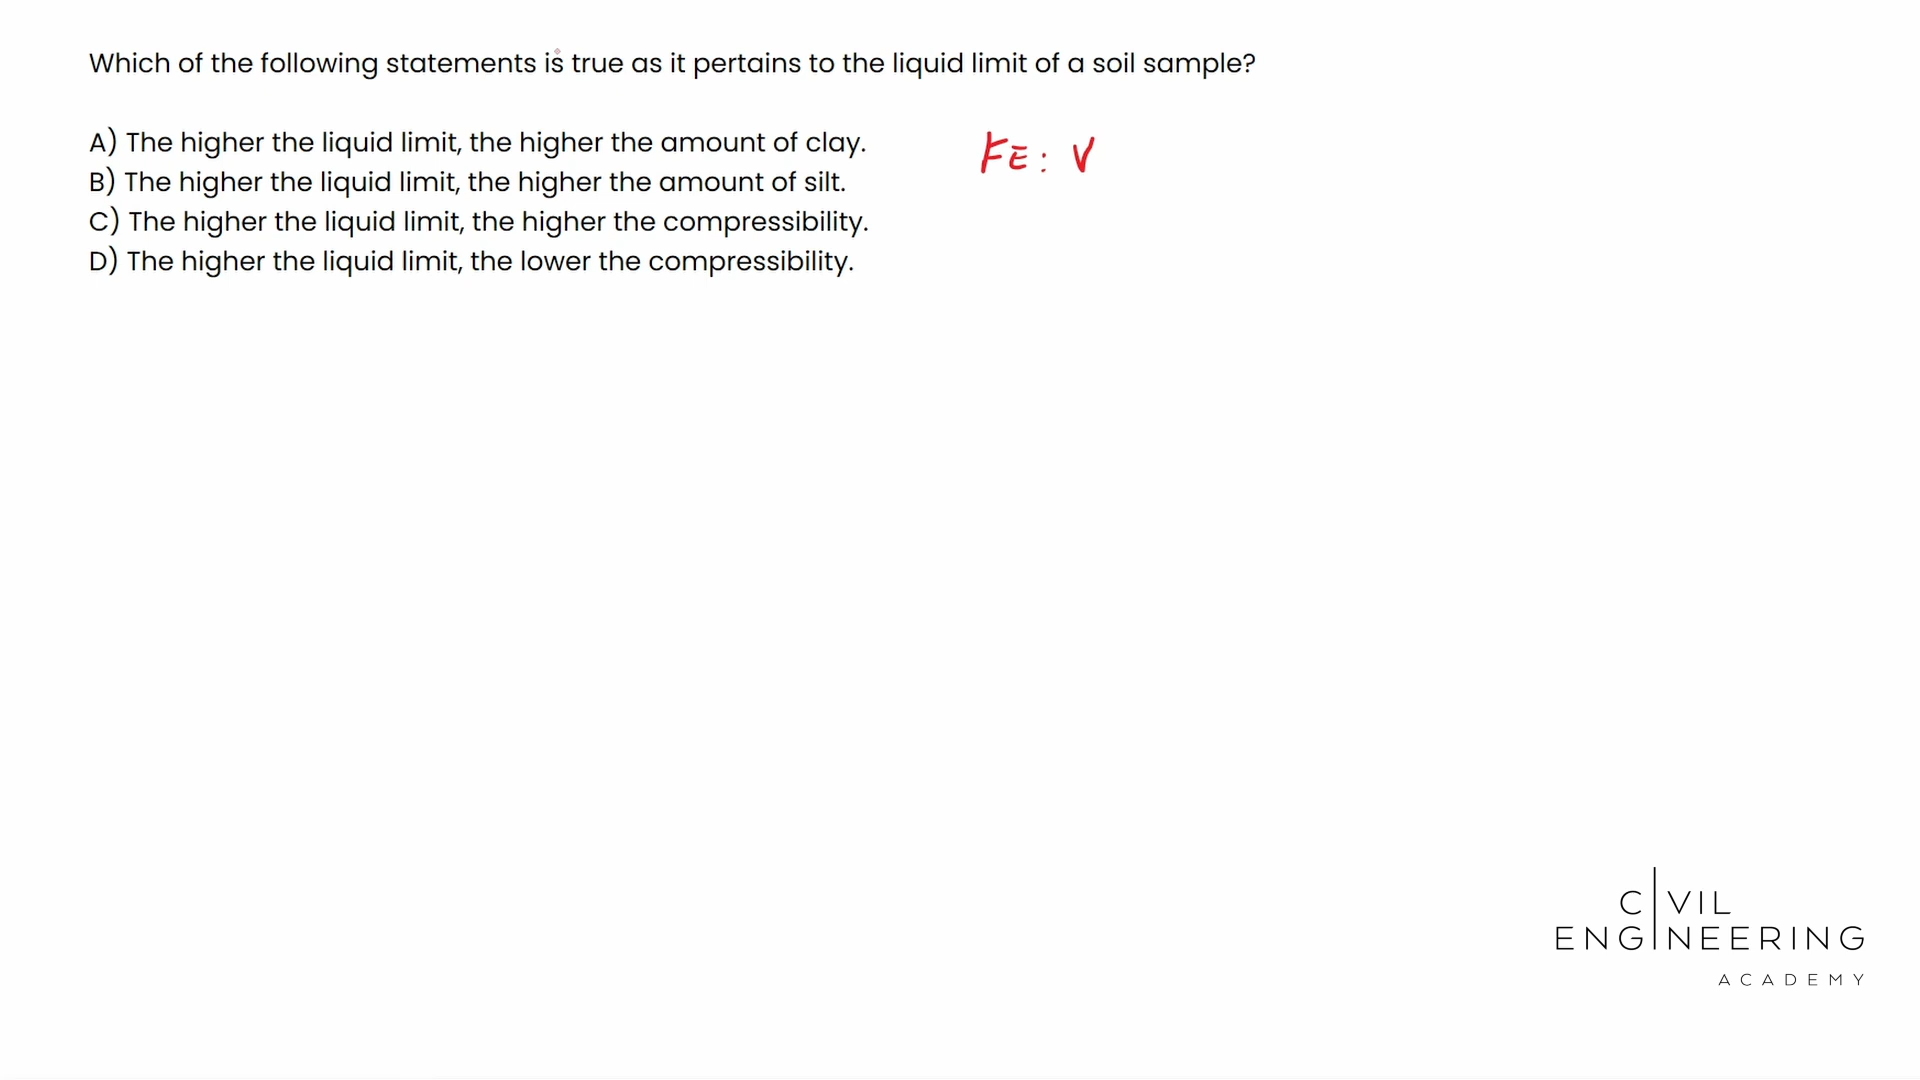 Which of the following statements is true as it pertains to the liquid limit of a soil sample?
A) The higher the liquid limit, the higher the amount of clay.
FE: V
B) The higher the liquid limit, the higher the amount of silt.
C) The higher the liquid limit, the higher the compressibility.
D) The higher the liquid limit, the lower the compressibility.
CIVIL
ENGINEERING
ACADEMY